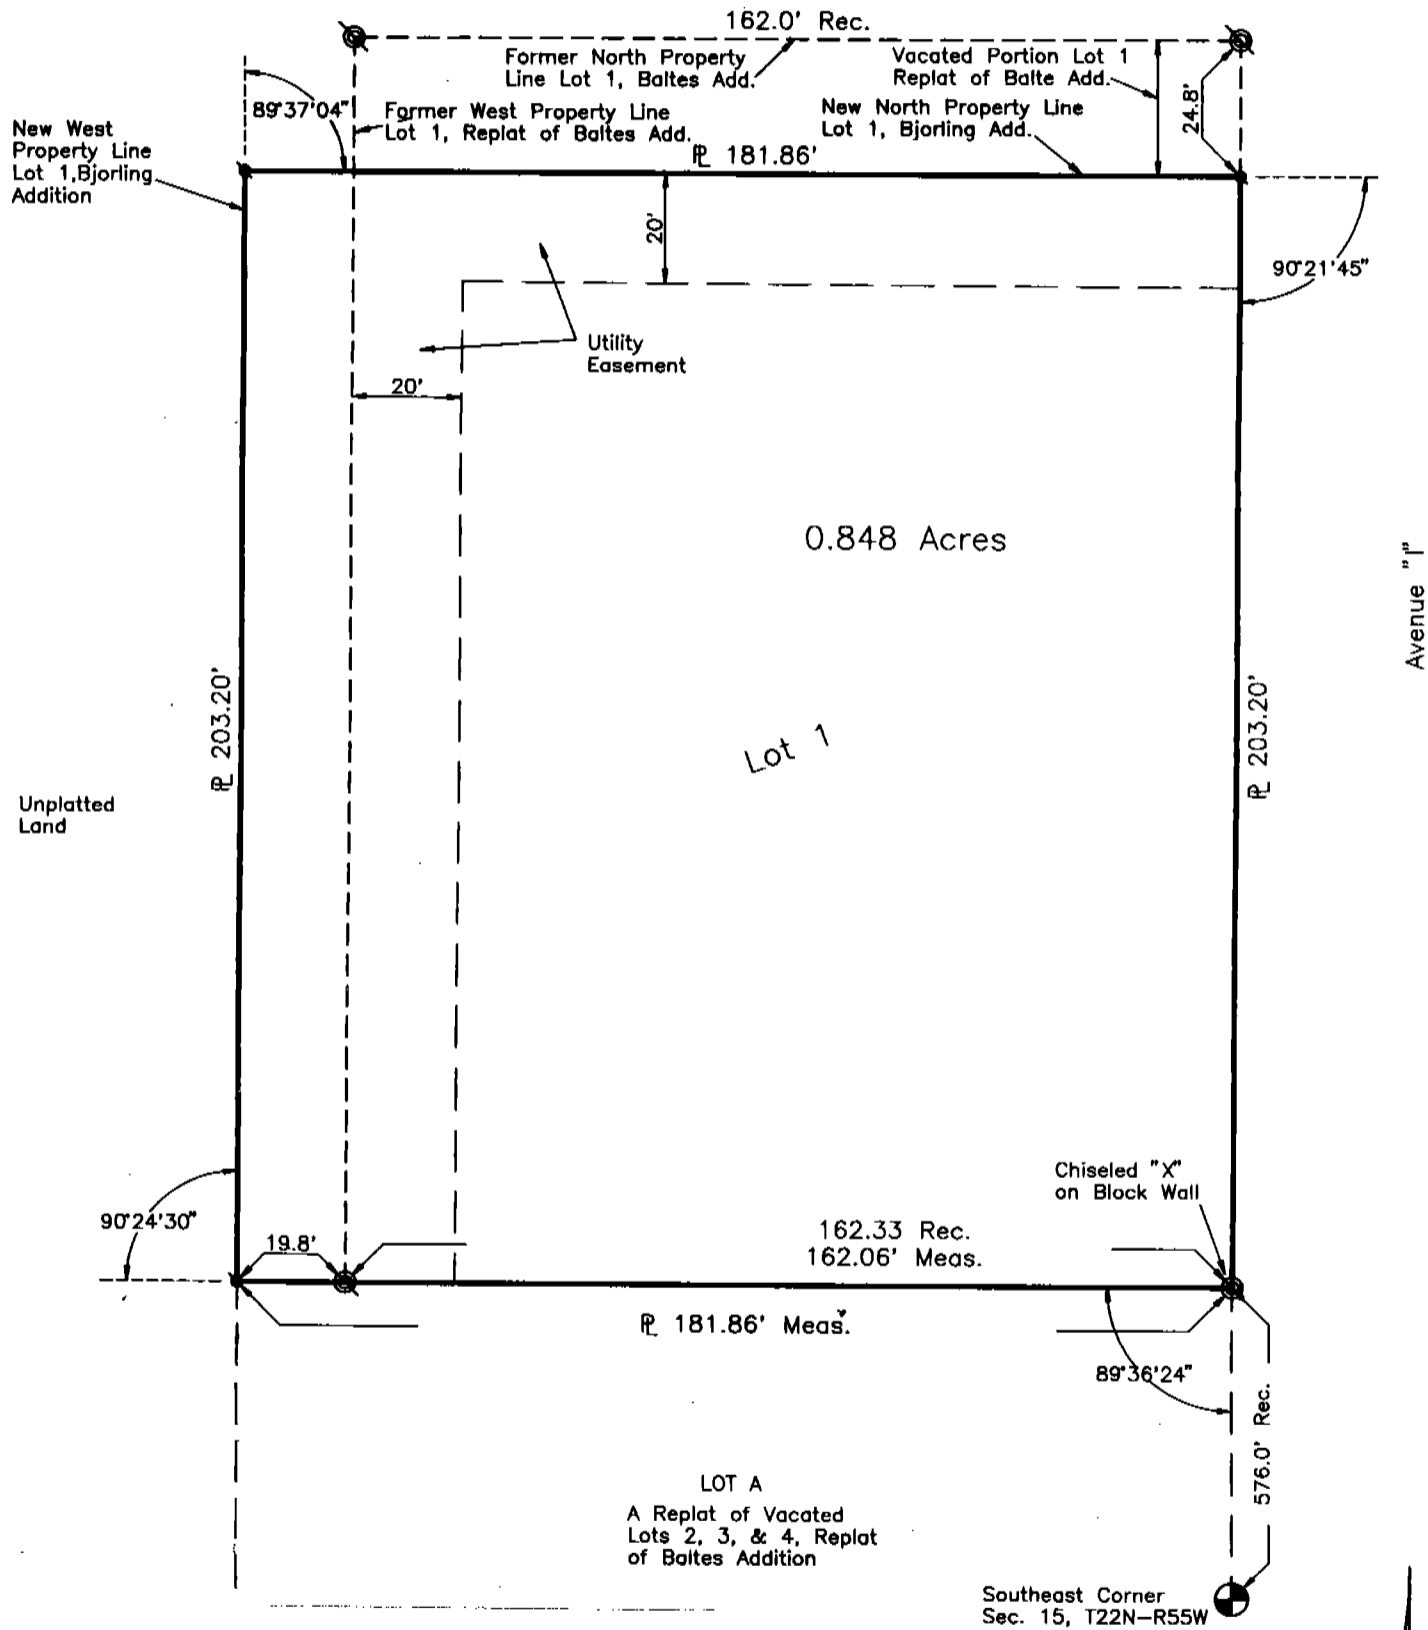 162.0' Rec.
Former North Property
Line Lot 1, Baltes Add.
Vacated Portion Lot 1
Replat of Balte Add.
24.8'
89°37'04"
Former West Property Line
Lot 1, Replat of Baltes Add.
New North Property Line
Lot 1, Bjorling Add.
New West
Property Line
Lot 1,Bjorling
Addition
PL 181.86'
20'
90°21'45"
Utility
Easement
20'
0.848 Acres
Avenue "I"
PL 203.20'
Lot 1
PL 203.20'
Unplatted
Land
Chiseled "X"
on Block Wall
90°24'30"
19.8'
162.33 Rec.
162.06' Meas.
PL 181.86' Meas.
89°36'24"
576.0' Rec.
LOT A
A Replat of Vacated
Lots 2, 3, & 4, Replat
of Baltes Addition
Southeast Corner
Sec. 15, T22N-R55W